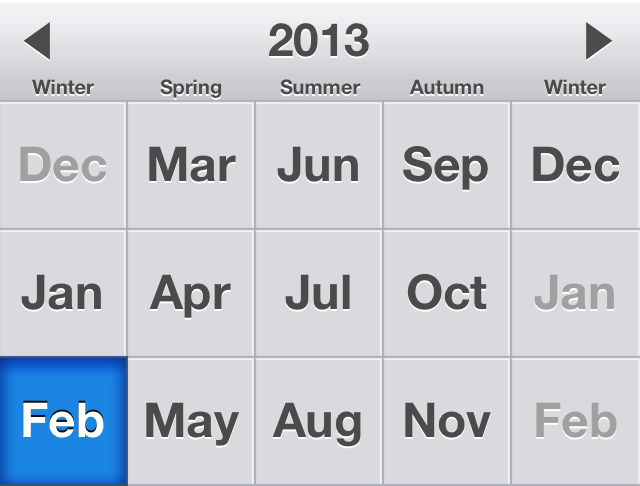 2013
Winter Spring Summer Autumn Winter
Dec Mar Jun Sep Dec
Jan Apr Jul Oct Jan
Feb May Aug Nov Feb